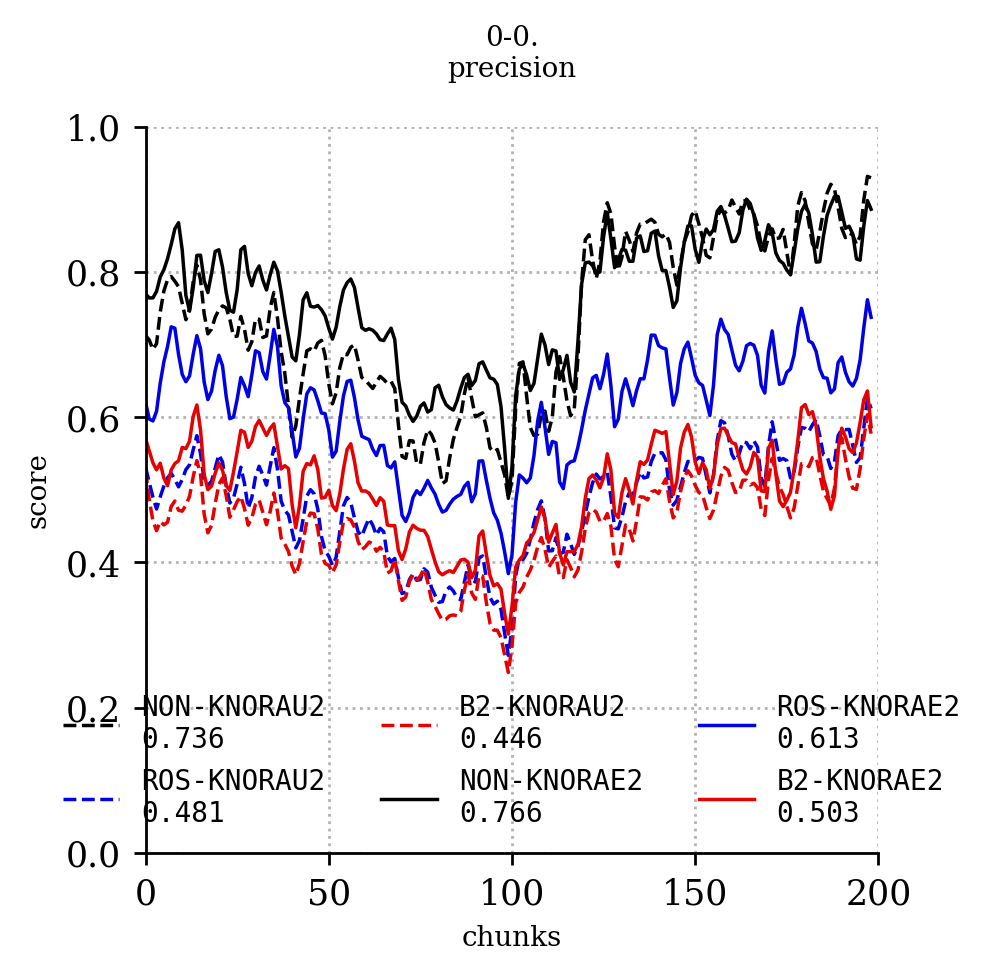 0-0.
precision
1.0
0.8
0.6
0.4
0.2
0.0
score
NON-KNORAU2
0.736
ROS-KNORAU2
0.481
B2-KNORAU2
0.446
NON-KNORAE2
0.766
ROS-KNORAE2
0.613
B2-KNORAE2
0.503
0 50 100 150 200
chunks